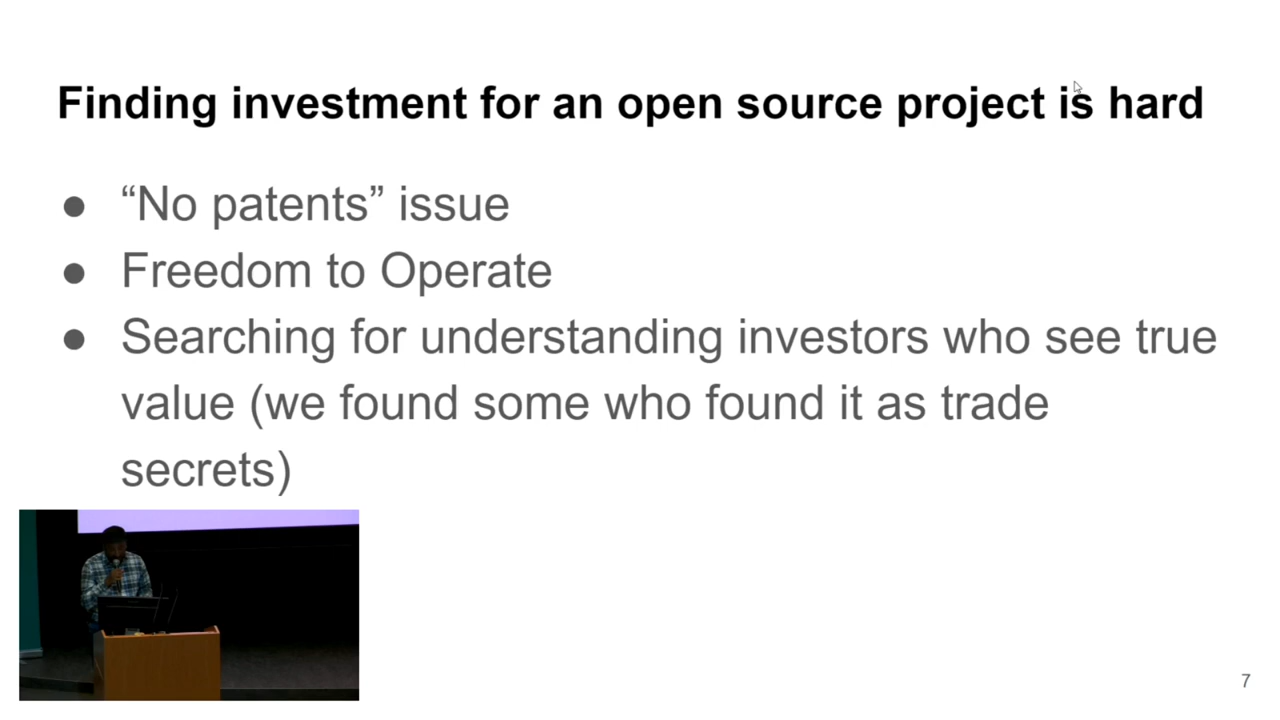 Finding investment for an open source project is hard
● “No patents” issue
● Freedom to Operate
● Searching for understanding investors who see true
value (we found some who found it as trade
secrets)
7